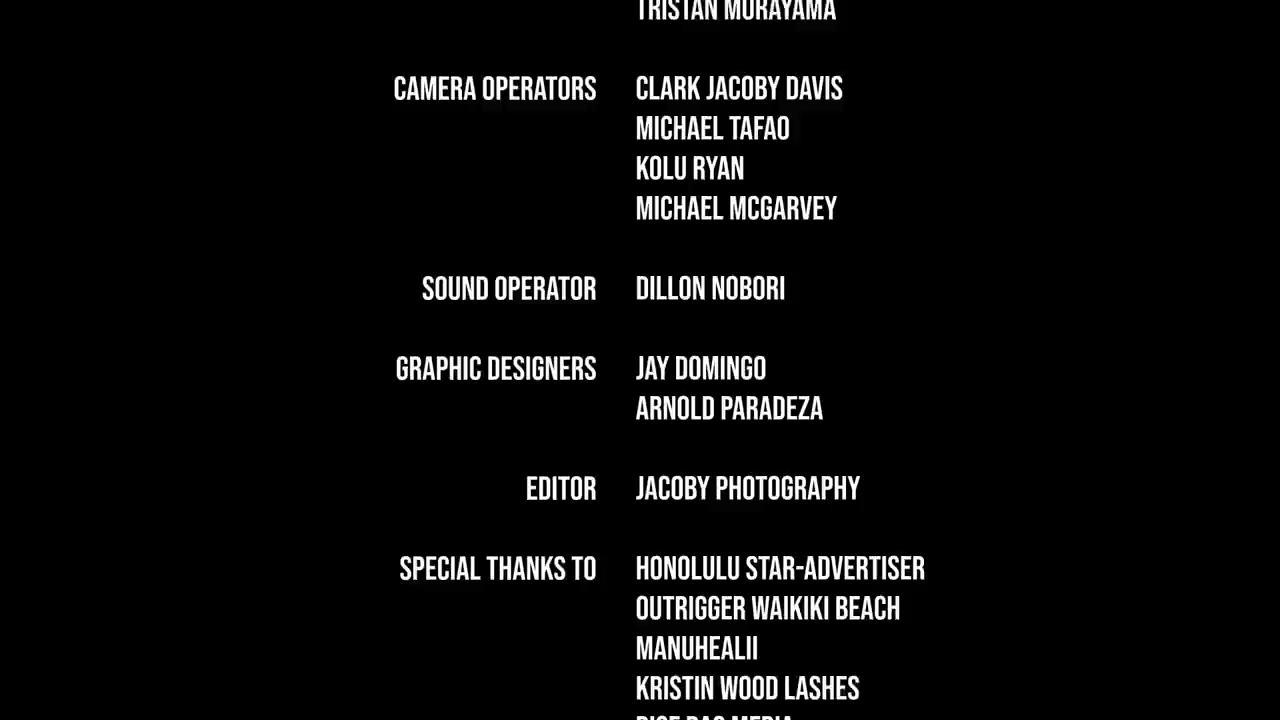 TRISTAN MURAYAMA
CAMERA OPERATORS CLARK JACOBY DAVIS
MICHAEL TAFAO
KOLU RYAN
MICHAEL MCGARVEY
SOUND OPERATOR DILLON NOBORI
GRAPHIC DESIGNERS JAY DOMINGO
ARNOLD PARADEZA
EDITOR JACOBY PHOTOGRAPHY
SPECIAL THANKS TO HONOLULU STAR-ADVERTISER
OUTRIGGER WAIKIKI BEACH
MANUHEALII
KRISTIN WOOD LASHES